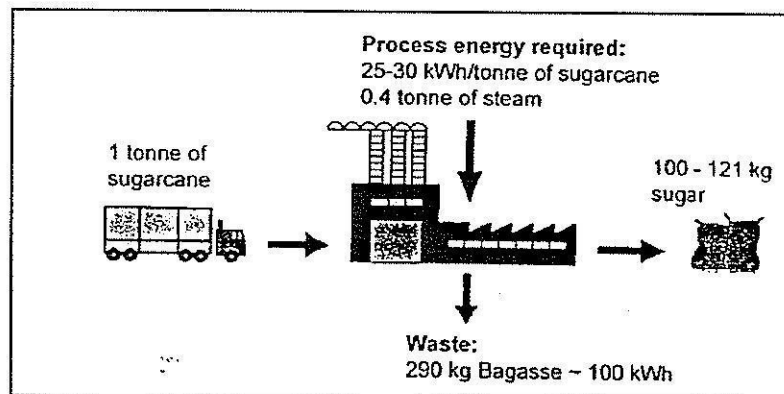 Process energy required:
25-30 kWh/tonne of sugarcane
0.4 tonne of steam
1 tonne of
sugarcane
100 - 121 kg
sugar
Waste:
290 kg Bagasse ~ 100 kWh